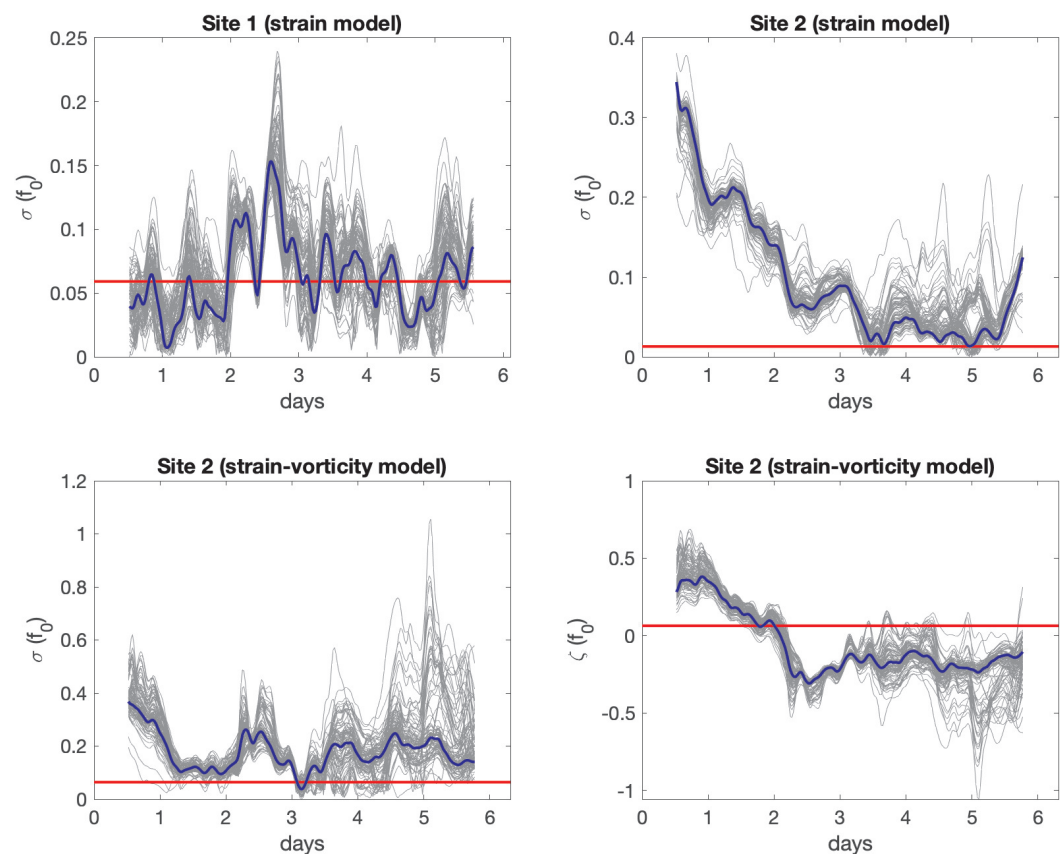 Site 1 (strain model)
σ (f0)
0.25
0.2
0.15
0.1
0.05
0
0 1 2 3 4 5 6
days
Site 2 (strain model)
σ (f0)
0.4
0.3
0.2
0.1
0
0 1 2 3 4 5 6
days
Site 2 (strain-vorticity model)
σ (f0)
1.2
1
0.8
0.6
0.4
0.2
0
0 1 2 3 4 5 6
days
Site 2 (strain-vorticity model)
ζ (f0)
1
0.5
0
-0.5
-1
0 1 2 3 4 5 6
days